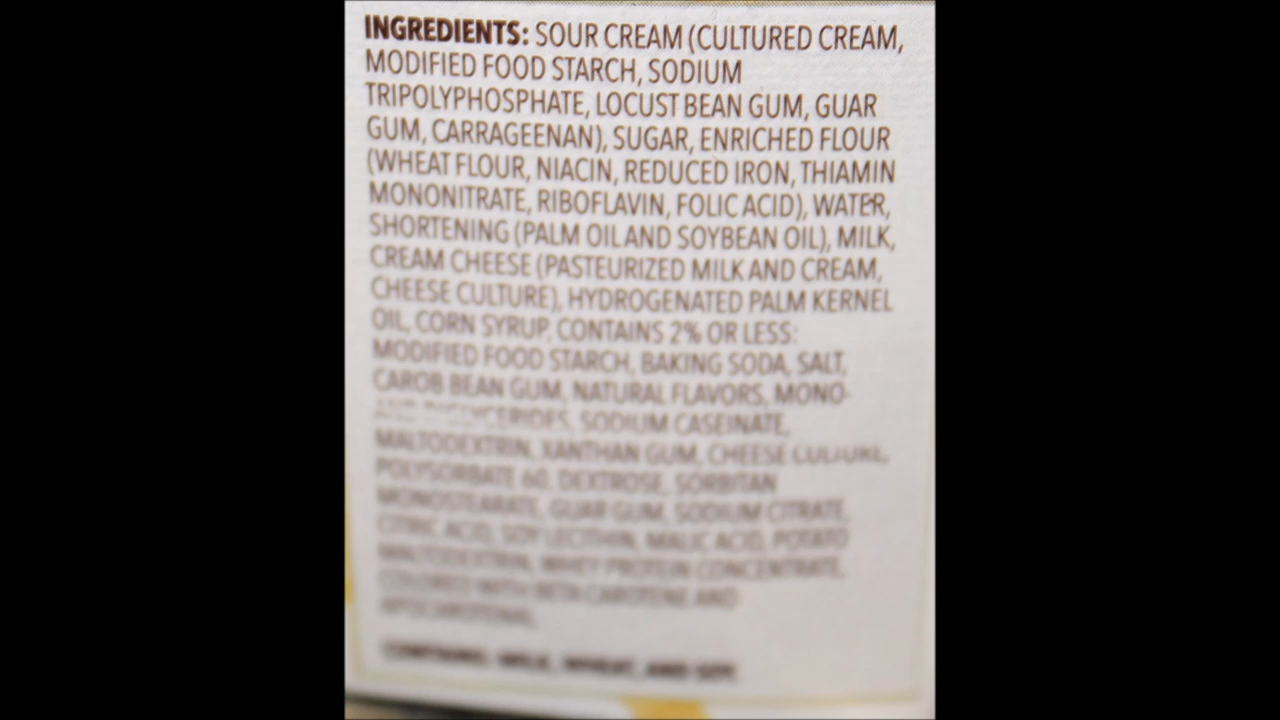 INGREDIENTS: SOUR CREAM (CULTURED CREAM,
MODIFIED FOOD STARCH, SODIUM
TRIPOLYPHOSPHATE, LOCUST BEAN GUM, GUAR
GUM, CARRAGEENAN), SUGAR, ENRICHED FLOUR
(WHEAT FLOUR, NIACIN, REDUCED IRON, THIAMIN
MONONITRATE, RIBOFLAVIN, FOLIC ACID), WATER,
SHORTENING (PALM OIL AND SOYBEAN OIL), MILK,
CREAM CHEESE (PASTEURIZED MILK AND CREAM,
CHEESE CULTURE), HYDROGENATED PALM KERNEL
OIL, CORN SYRUP, CONTAINS 2% OR LESS:
MODIFIED FOOD STARCH, BAKING SODA, SALT,
CAROB BEAN GUM, NATURAL FLAVORS, MONO-
AND DIGLYCERIDES, SODIUM CASEINATE,
MALTODEXTRIN, XANTHAN GUM, CHEESE CULTURE,
POLYSORBATE 60, DEXTROSE, SORBITAN
MONOSTEARATE, GUAR GUM, SODIUM CITRATE,
CITRIC ACID, SOY LECITHIN, MALIC ACID, POTATO
MALTODEXTRIN, WHEY PROTEIN CONCENTRATE,
COLORED WITH BETA CAROTENE AND
CONTAINS: MILK, WHEAT, AND SOY.